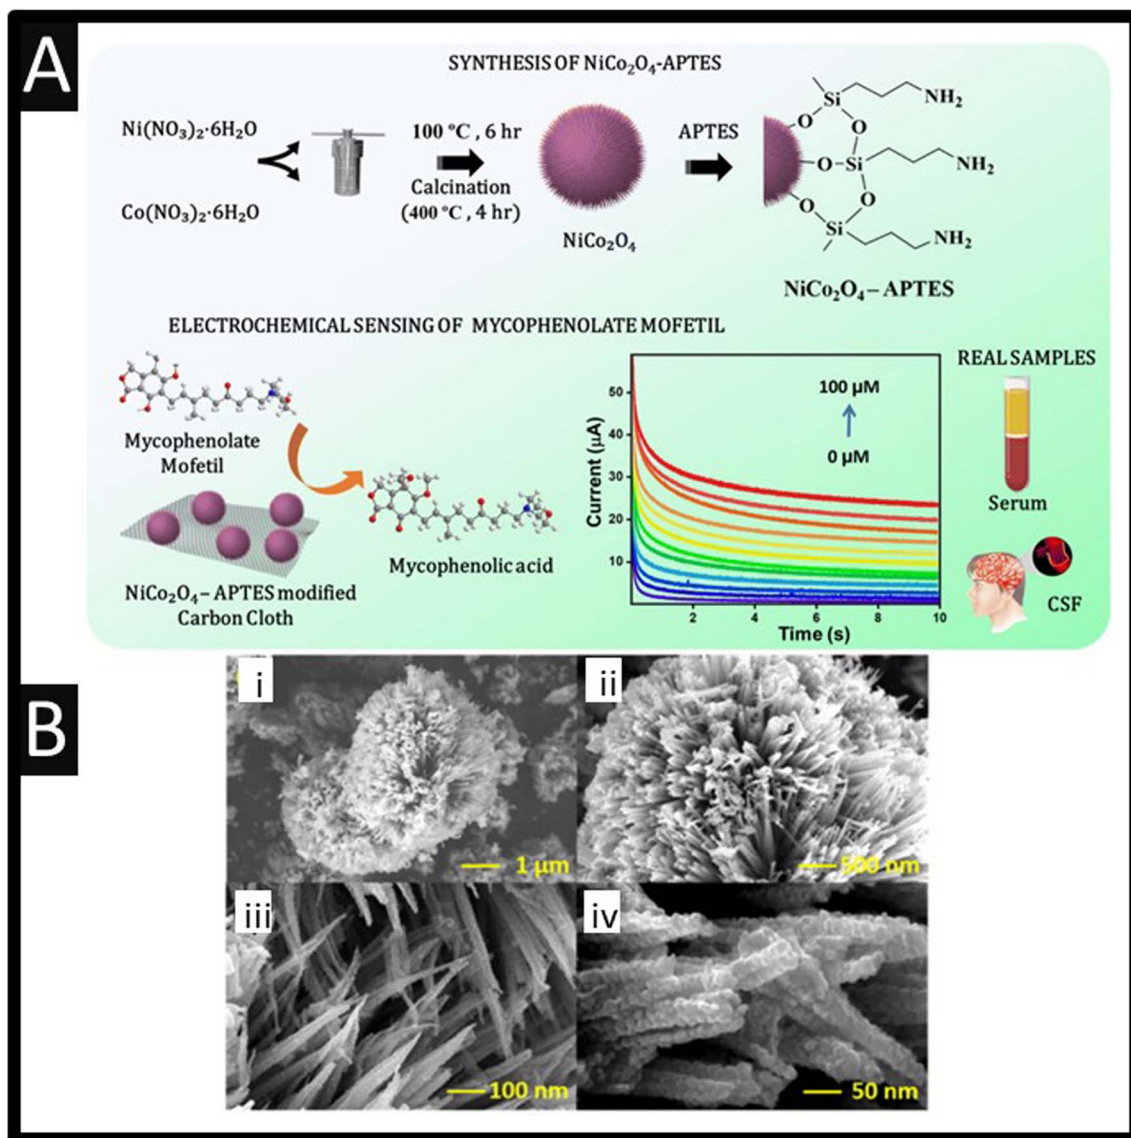 A
SYNTHESIS OF NiCo₂O₄-APTES
Ni(NO₃)₂·6H₂O
Co(NO₃)₂·6H₂O
100 °C , 6 hr
Calcination
(400 °C , 4 hr)
NiCo₂O₄
APTES
Si
NH₂
O
O
O
Si
NH₂
O
O
Si
NH₂
NiCo₂O₄ – APTES
ELECTROCHEMICAL SENSING OF MYCOPHENOLATE MOFETIL
Mycophenolate
Mofetil
Mycophenolic acid
NiCo₂O₄– APTES modified
Carbon Cloth
Current (µA)
50
40
30
20
10
100 µM
0 µM
2
4
6
8
10
Time (s)
REAL SAMPLES
Serum
CSF
B
i
1 µm
ii
500 nm
iii
100 nm
iv
50 nm